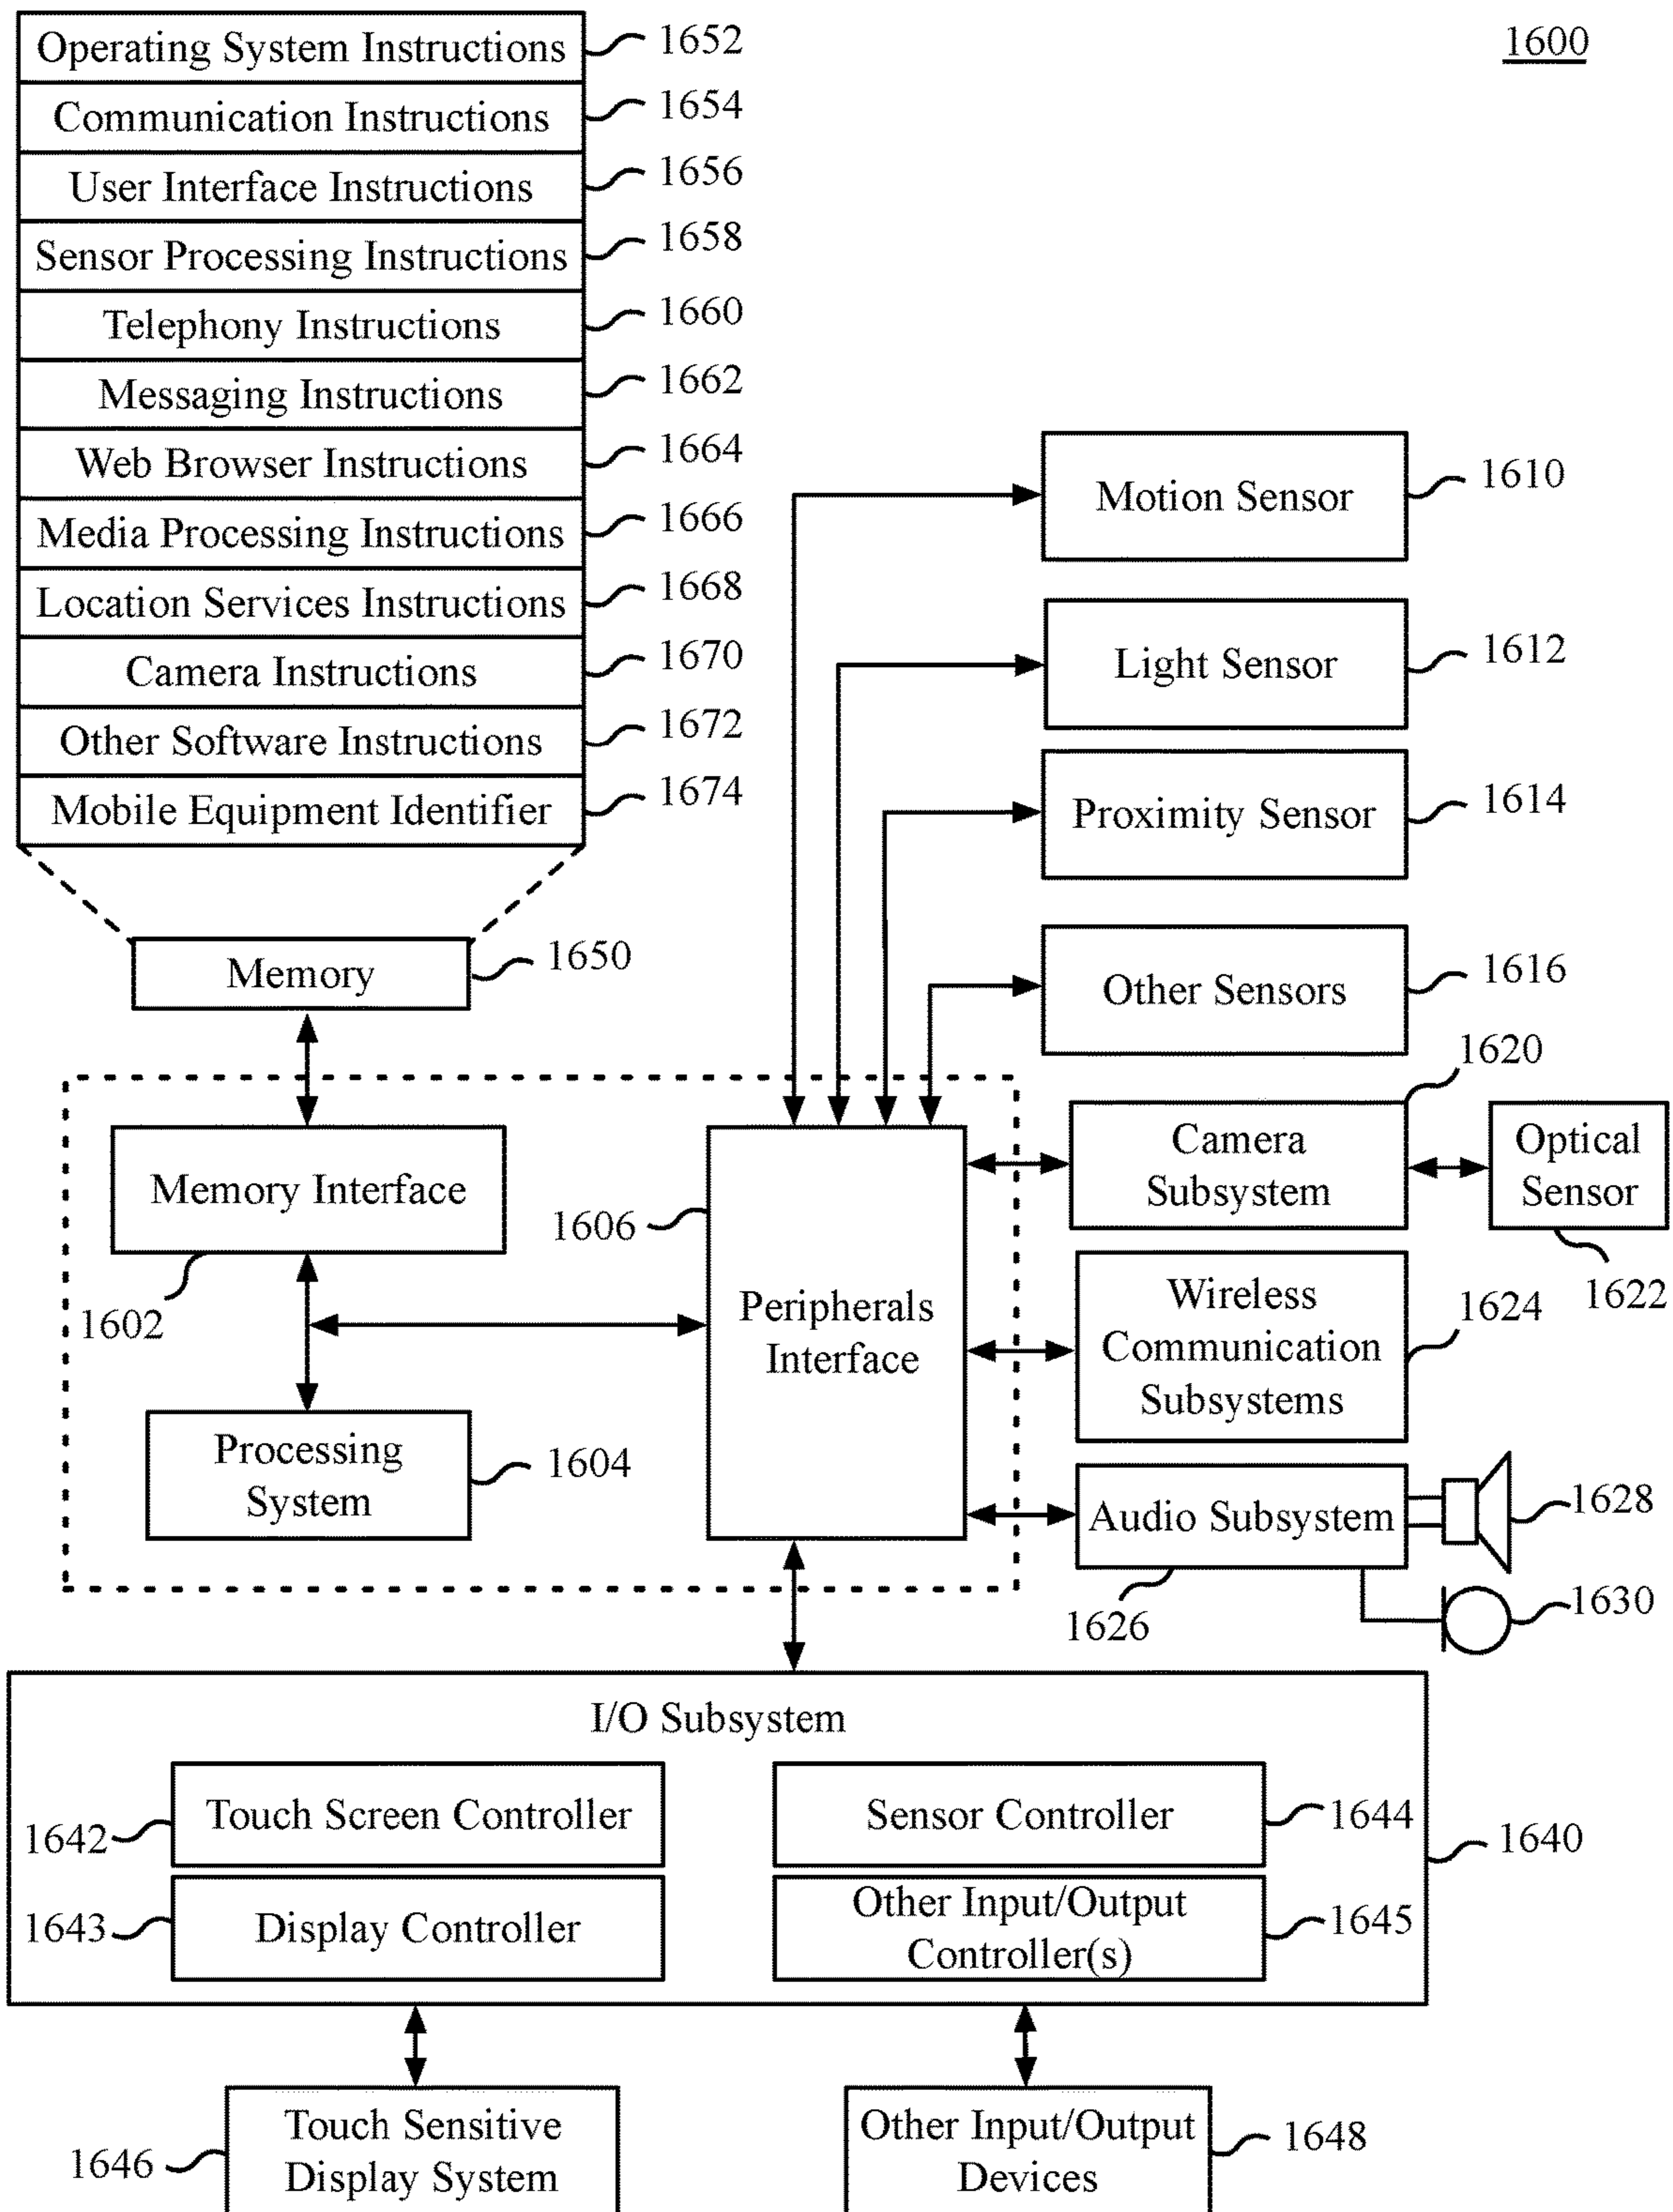 1600
Operating System Instructions
1652
Communication Instructions
1654
User Interface Instructions
1656
Sensor Processing Instructions
1658
Telephony Instructions
1660
Messaging Instructions
1662
Web Browser Instructions
1664
Media Processing Instructions
1666
Location Services Instructions
1668
Camera Instructions
1670
Other Software Instructions
1672
Mobile Equipment Identifier
1674
Memory
1650
Motion Sensor
1610
Light Sensor
1612
Proximity Sensor
1614
Other Sensors
1616
Memory Interface
1602
Processing
System
1604
1606
Peripherals
Interface
1620
Camera
Subsystem
Optical
Sensor
1622
Wireless
Communication
Subsystems
1624
Audio Subsystem
1626
1628
1630
I/O Subsystem
1640
Touch Screen Controller
1642
Sensor Controller
1644
Display Controller
1643
Other Input/Output
Controller(s)
1645
Touch Sensitive
Display System
1646
Other Input/Output
Devices
1648